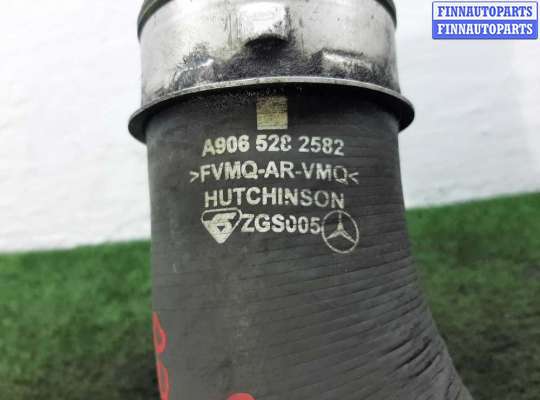 FINNAUTOPARTS
FINNAUTOPARTS
A906 528 2582
>FVMQ-AR-VMQ<
HUTCHINSON
ZGS005